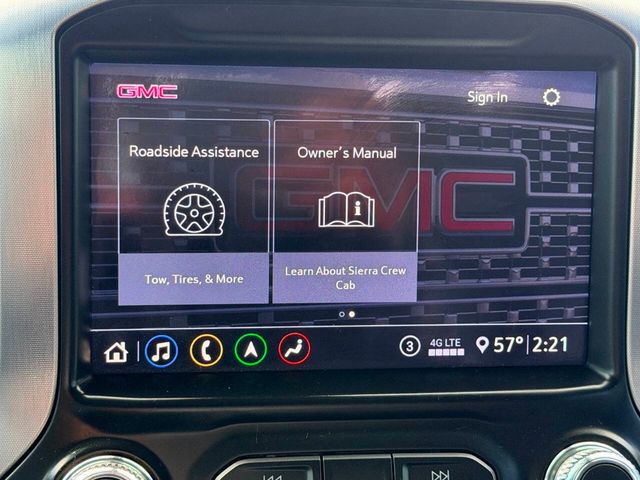 GMC
Sign In
Roadside Assistance
Owner's Manual
GMC
Tow, Tires, & More
Learn About Sierra Crew
Cab
3
4G LTE
57°
2:21